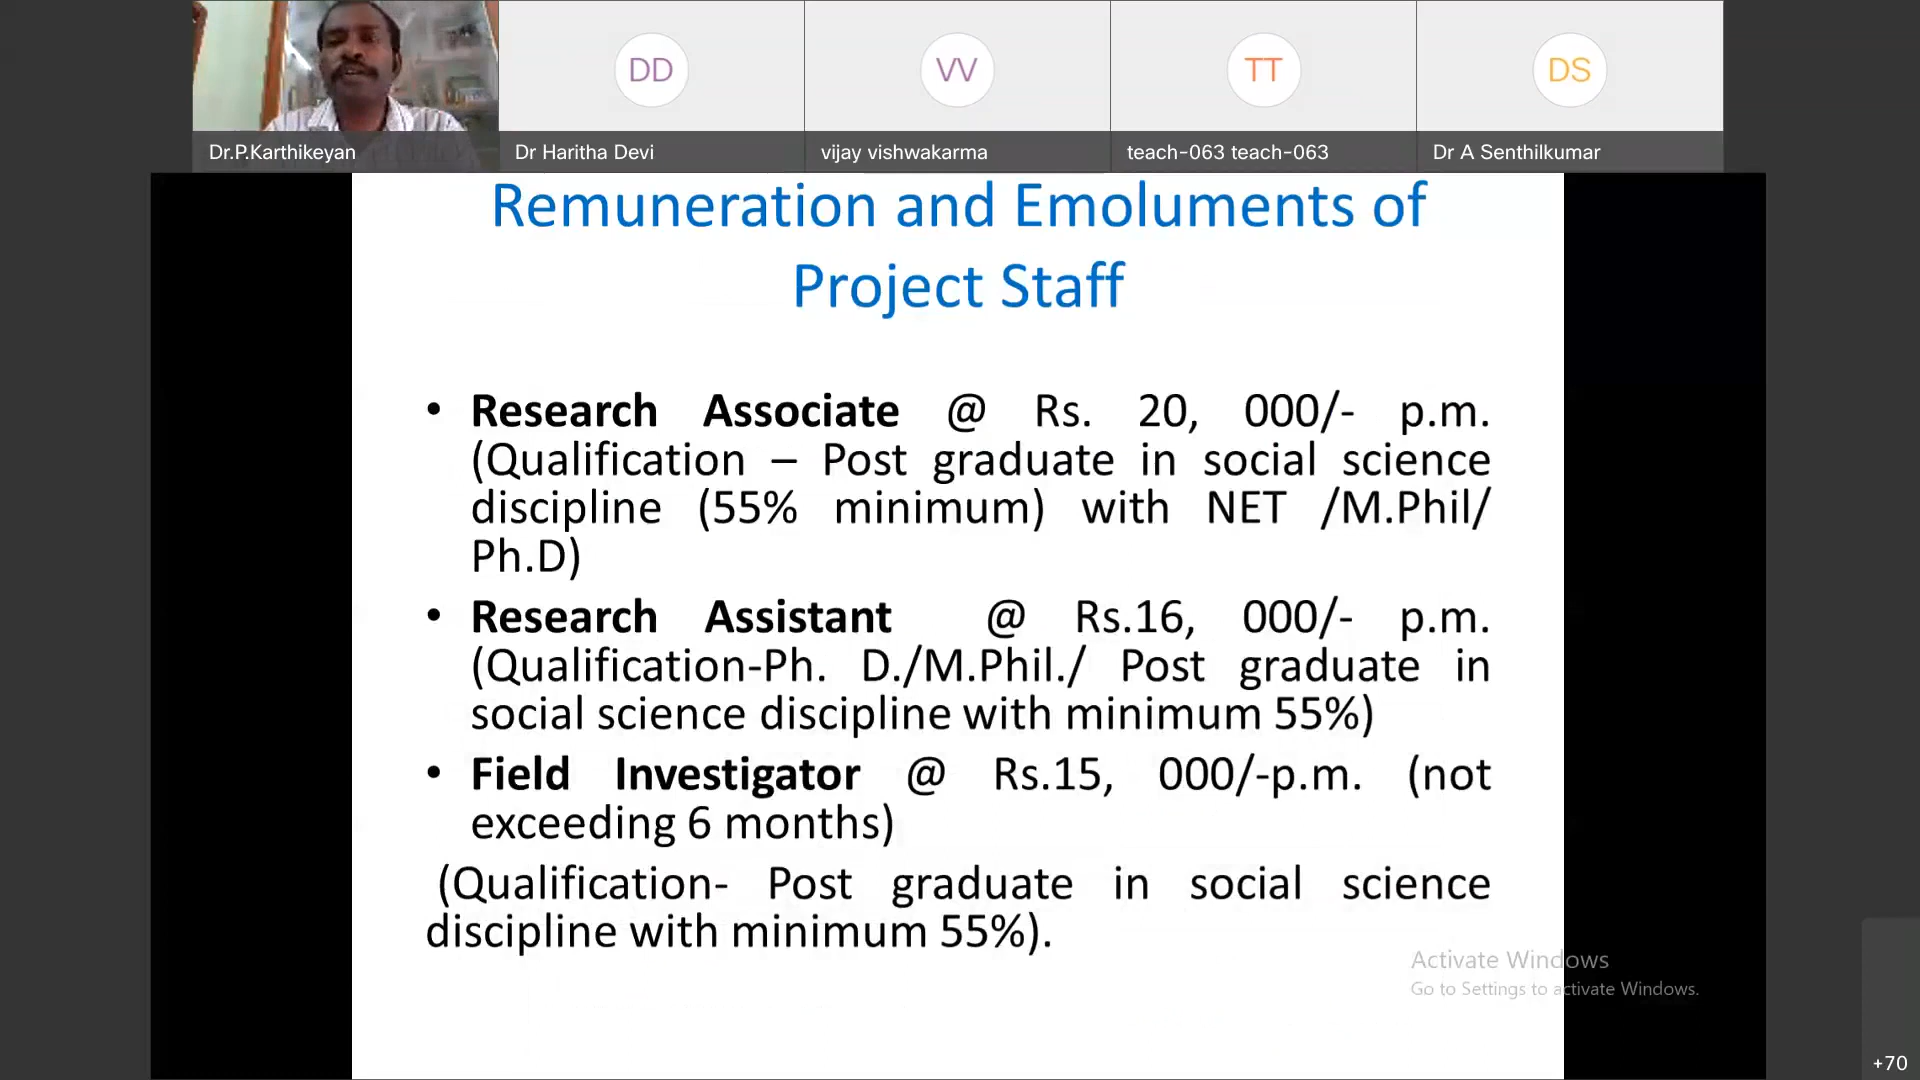 DD
VV
TT
DS
Dr.P.Karthikeyan
Dr Haritha Devi
vijay vishwakarma
teach-063 teach-063
Dr A Senthilkumar
Remuneration and Emoluments of
Project Staff
• Research Associate @ Rs. 20, 000/- p.m.
(Qualification – Post graduate in social science
discipline (55% minimum) with NET /M.Phil/
Ph.D)
• Research Assistant @ Rs.16, 000/- p.m.
(Qualification-Ph. D./M.Phil./ Post graduate in
social science discipline with minimum 55%)
• Field Investigator @ Rs.15, 000/-p.m. (not
exceeding 6 months)
(Qualification- Post graduate in social science
discipline with minimum 55%).
Activate Windows
Go to Settings to activate Windows.
+70